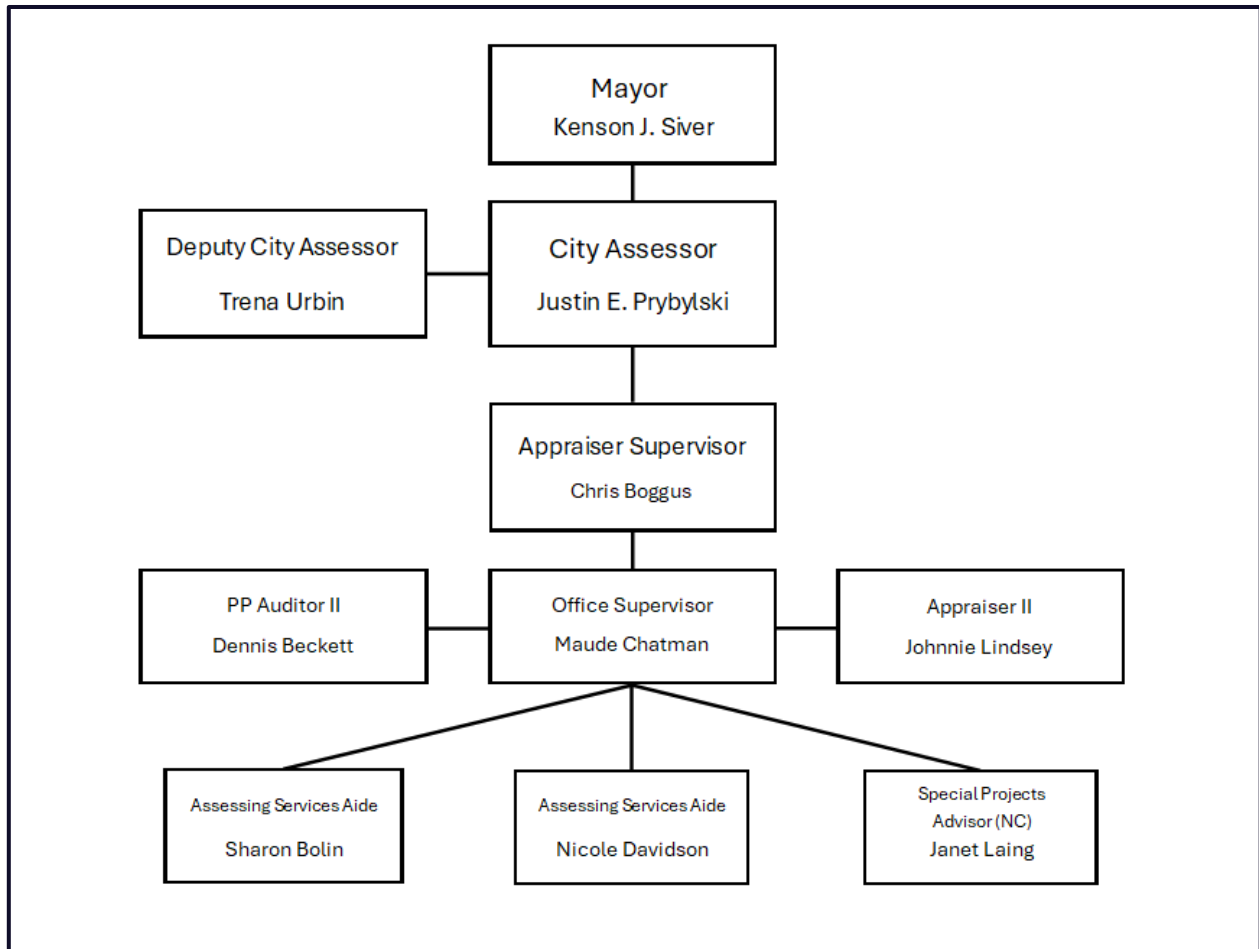 Mayor
Kenson J. Siver
Deputy City Assessor
Trena Urbin
City Assessor
Justin E. Prybylski
Appraiser Supervisor
Chris Boggus
PP Auditor II
Dennis Beckett
Office Supervisor
Maude Chatman
Appraiser II
Johnnie Lindsey
Assessing Services Aide
Sharon Bolin
Assessing Services Aide
Nicole Davidson
Special Projects
Advisor (NC)
Janet Laing